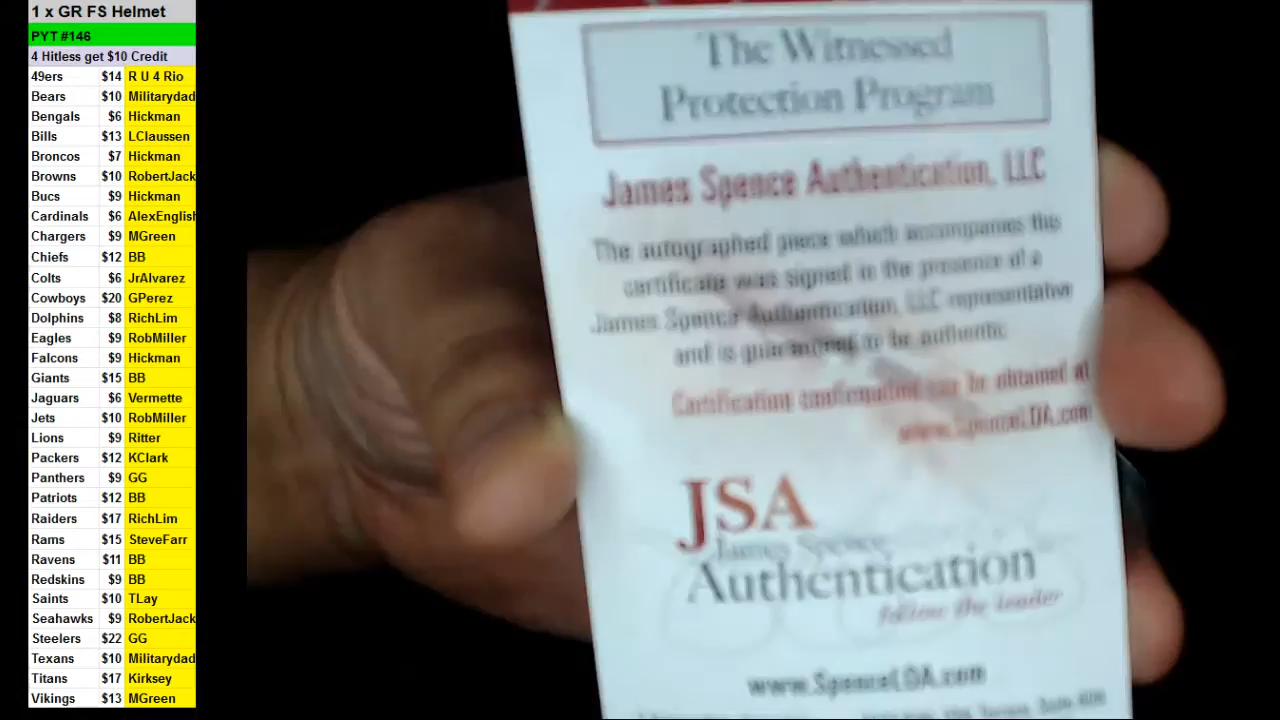 1 x GR FS Helmet
PYT #146
4 Hitless get $10 Credit
49ers $14 R U 4 Rio
Bears $10 Militarydad
Bengals $6 Hickman
Bills $13 LClaussen
Broncos $7 Hickman
Browns $10 RobertJack
Bucs $9 Hickman
Cardinals $6 AlexEnglish
Chargers $9 MGreen
Chiefs $12 BB
Colts $6 JrAlvarez
Cowboys $20 GPerez
Dolphins $8 RichLim
Eagles $9 RobMiller
Falcons $9 Hickman
Giants $15 BB
Jaguars $6 Vermette
Jets $10 RobMiller
Lions $9 Ritter
Packers $12 KClark
Panthers $9 GG
Patriots $12 BB
Raiders $17 RichLim
Rams $15 SteveFarr
Ravens $11 BB
Redskins $9 BB
Saints $10 TLay
Seahawks $9 RobertJack
Steelers $22 GG
Texans $10 Militarydad
Titans $17 Kirksey
Vikings $13 MGreen
The Witnessed
Protection Program
James Spence Authentication, LLC
The autographed piece which accompanies this
certificate was signed in the presence of a
James Spence Authentication, LLC representative
and is guaranteed to be authentic.
Certification confirmation can be obtained at
www.SpenceLOA.com
JSA
James Spence
Authentication
follow the leader
www.SpenceLOA.com